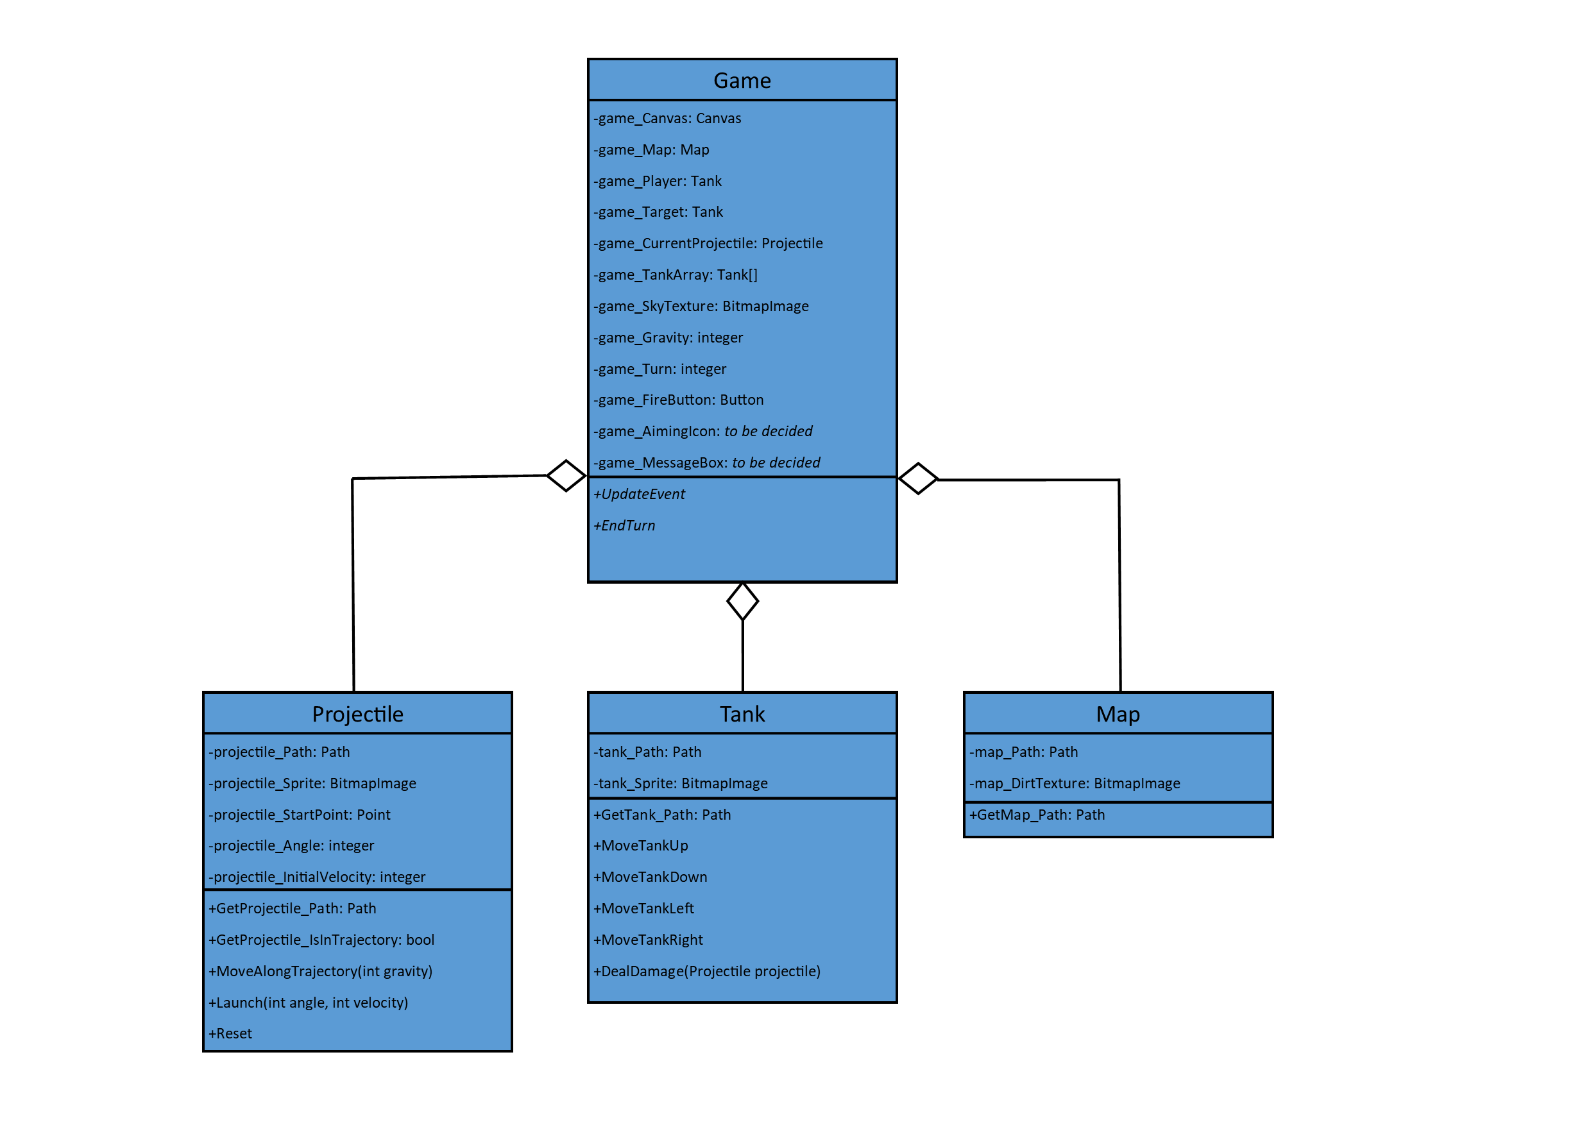 Game
-game_Canvas: Canvas
-game_Map: Map
-game_Player: Tank
-game_Target: Tank
-game_CurrentProjectile: Projectile
-game_TankArray: Tank[]
-game_SkyTexture: BitmapImage
-game_Gravity: integer
-game_Turn: integer
-game_FireButton: Button
-game_AimingIcon: to be decided
-game_MessageBox: to be decided
+UpdateEvent
+EndTurn
Projectile
-projectile_Path: Path
-projectile_Sprite: BitmapImage
-projectile_StartPoint: Point
-projectile_Angle: integer
-projectile_InitialVelocity: integer
+GetProjectile_Path: Path
+GetProjectile_IsInTrajectory: bool
+MoveAlongTrajectory(int gravity)
+Launch(int angle, int velocity)
+Reset
Tank
-tank_Path: Path
-tank_Sprite: BitmapImage
+GetTank_Path: Path
+MoveTankUp
+MoveTankDown
+MoveTankLeft
+MoveTankRight
+DealDamage(Projectile projectile)
Map
-map_Path: Path
-map_DirtTexture: BitmapImage
+GetMap_Path: Path